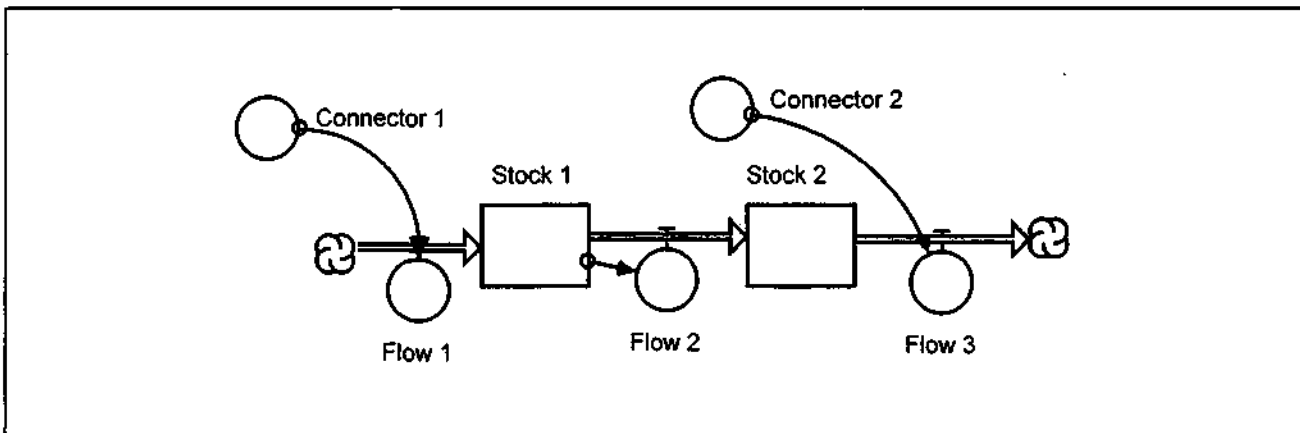 Connector 1
Connector 2
Stock 1
Stock 2
Flow 1
Flow 2
Flow 3